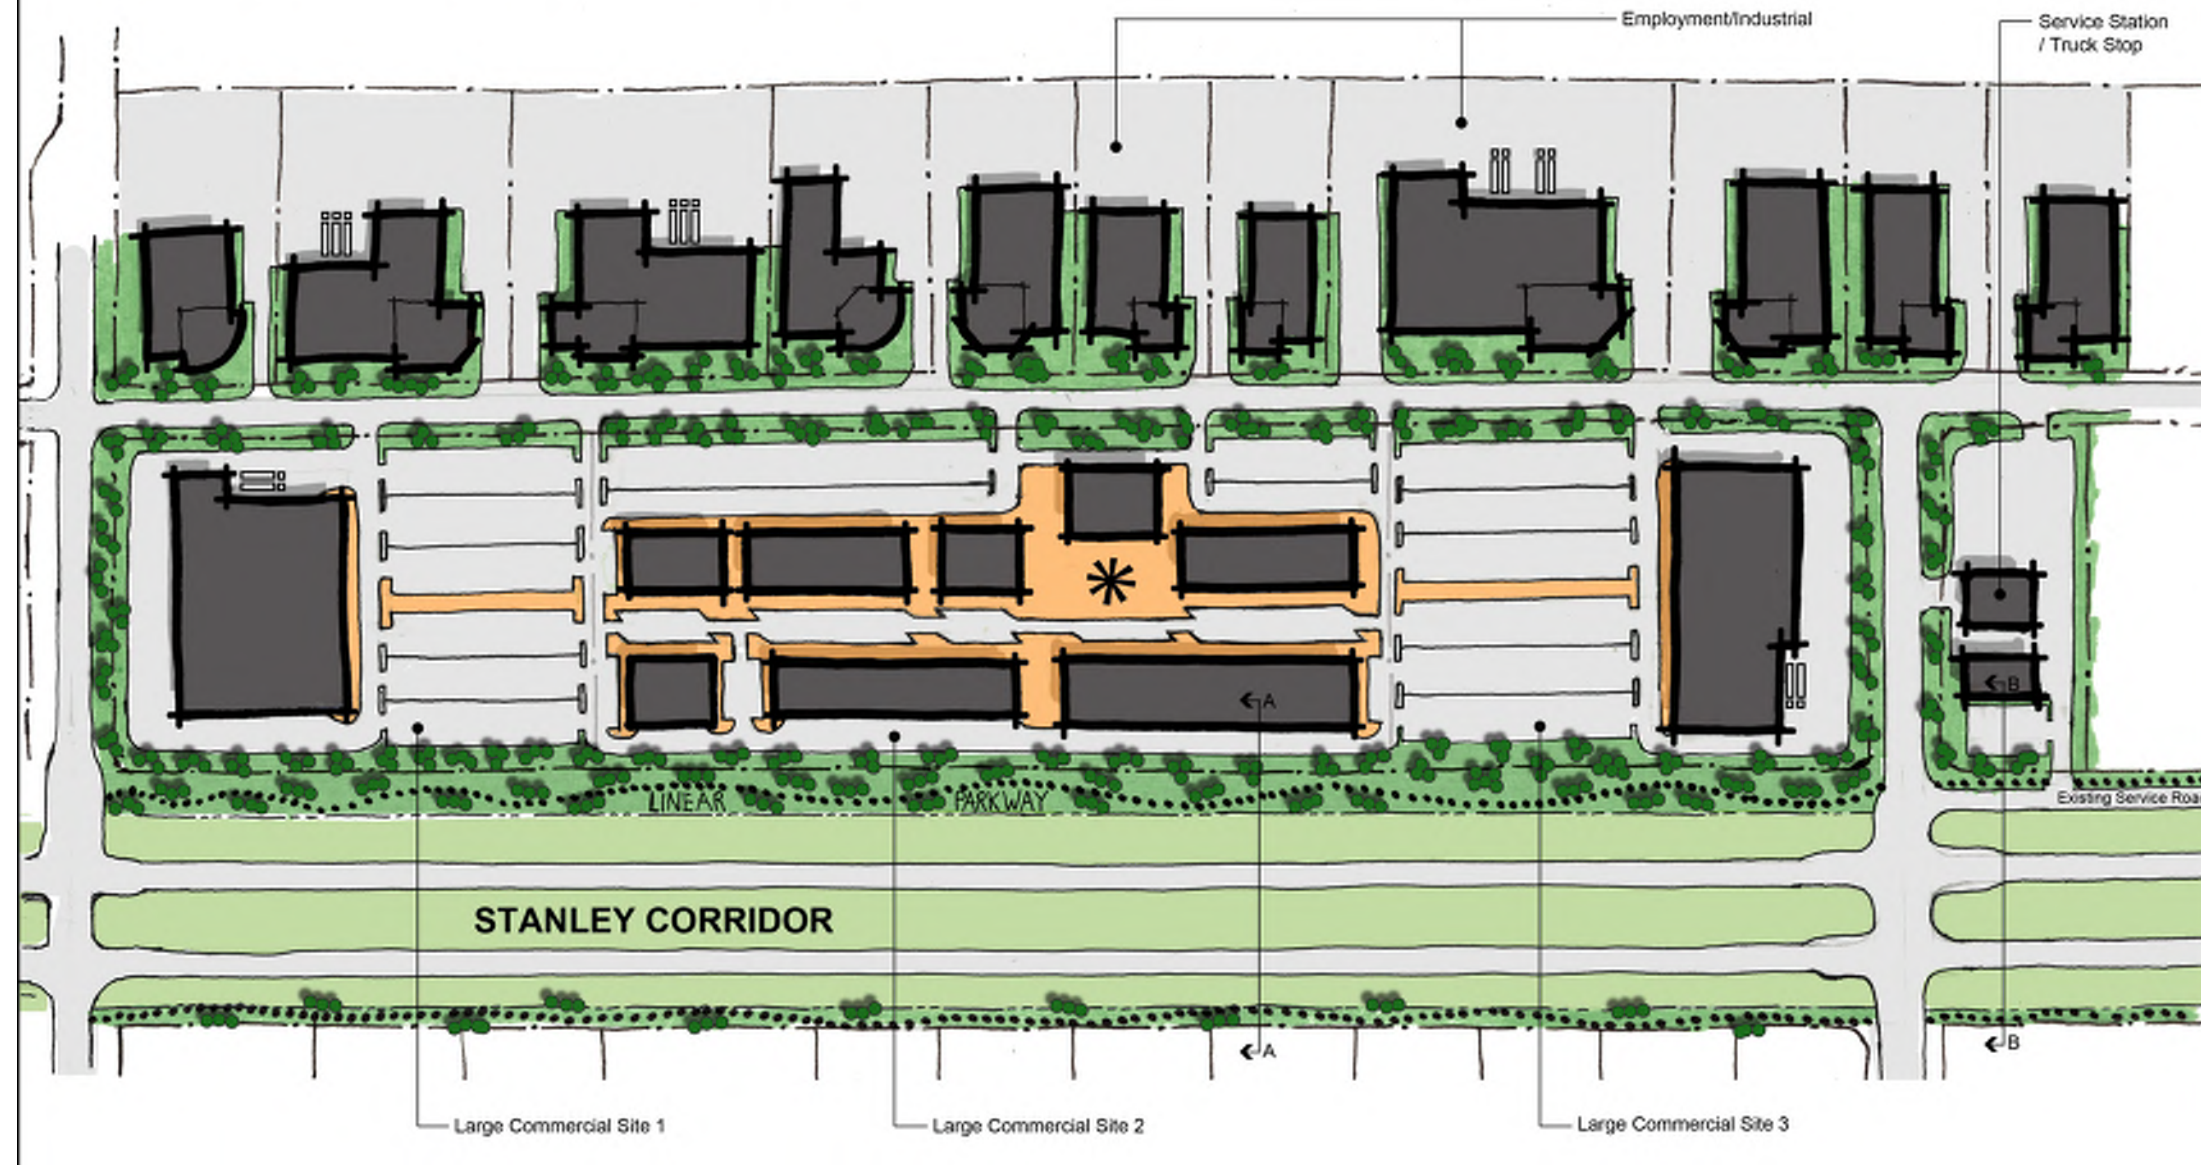 Employment/Industrial
Service Station
/ Truck Stop
A
B
LINEAR PARKWAY
Existing Service Roa
STANLEY CORRIDOR
A
B
Large Commercial Site 1
Large Commercial Site 2
Large Commercial Site 3